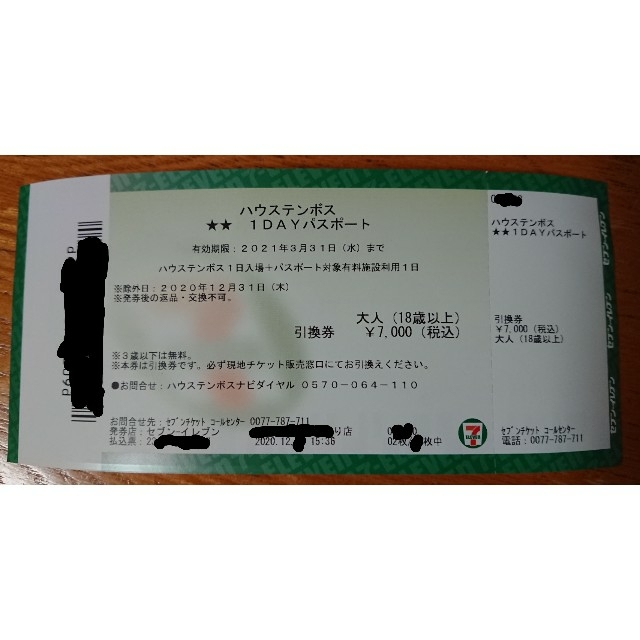 ハウステンボス
★★ 1DAYパスポート
有効期限:2021年3月31日(水)まで
ハウステンボス1日入場+パスポート対象有料施設利用1日
※除外日:2020年12月31日(木)
※発券後の返品・交換不可。
大人(18歳以上)
引換券 ¥7,000(税込)
※3歳以下は無料。
※本券は引換券です。必ず現地チケット販売窓口にてお引換えください。
●お問合せ:ハウステンボスナビダイヤル 0570-064-110
お問合せ先:セブンチケット コールセンター 0077-787-711
発券店:セブン-イレブン り店
払込票:2 2020.12. 15:36 02枚 枚中
7
ELEVEN
ハウステンボス
★★1DAYパスポート
引換券
¥7,000(税込)
大人(18歳以上)
セブンチケット コールセンター
電話:0077-787-711